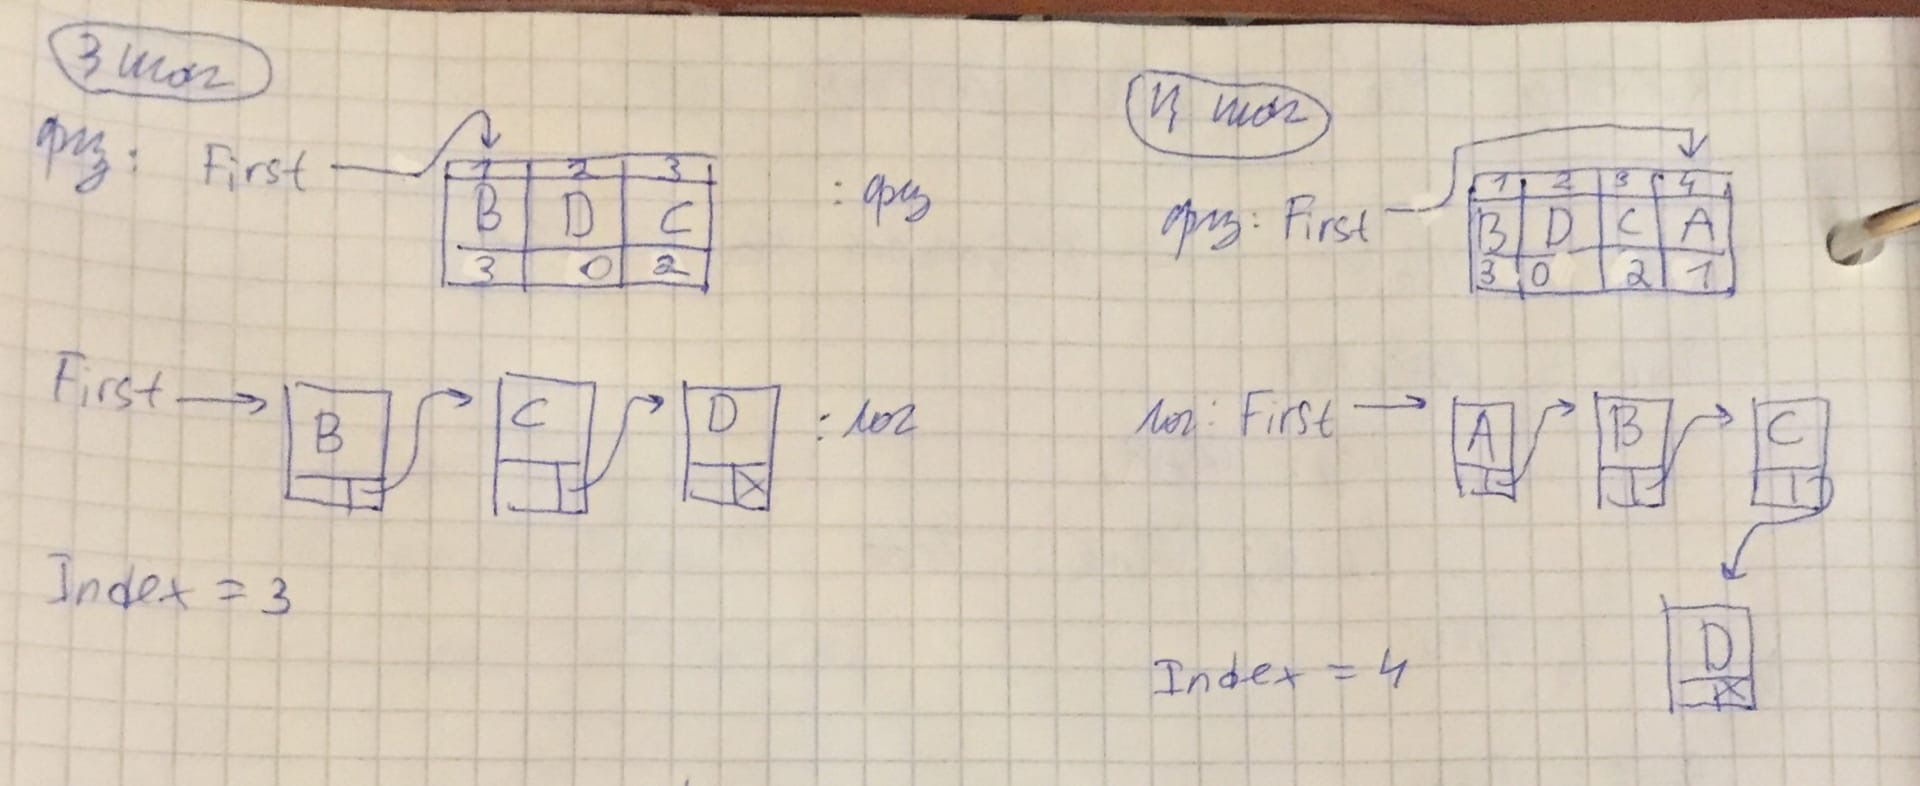 3 шаг
физ: First
1 2 3
B D C
3 0 2
: физ
First
B C D
: лог
Index = 3
4 шаг
физ: First
1 2 3 4
B D C A
3 0 2 1
лог: First
A B C
D
Index = 4